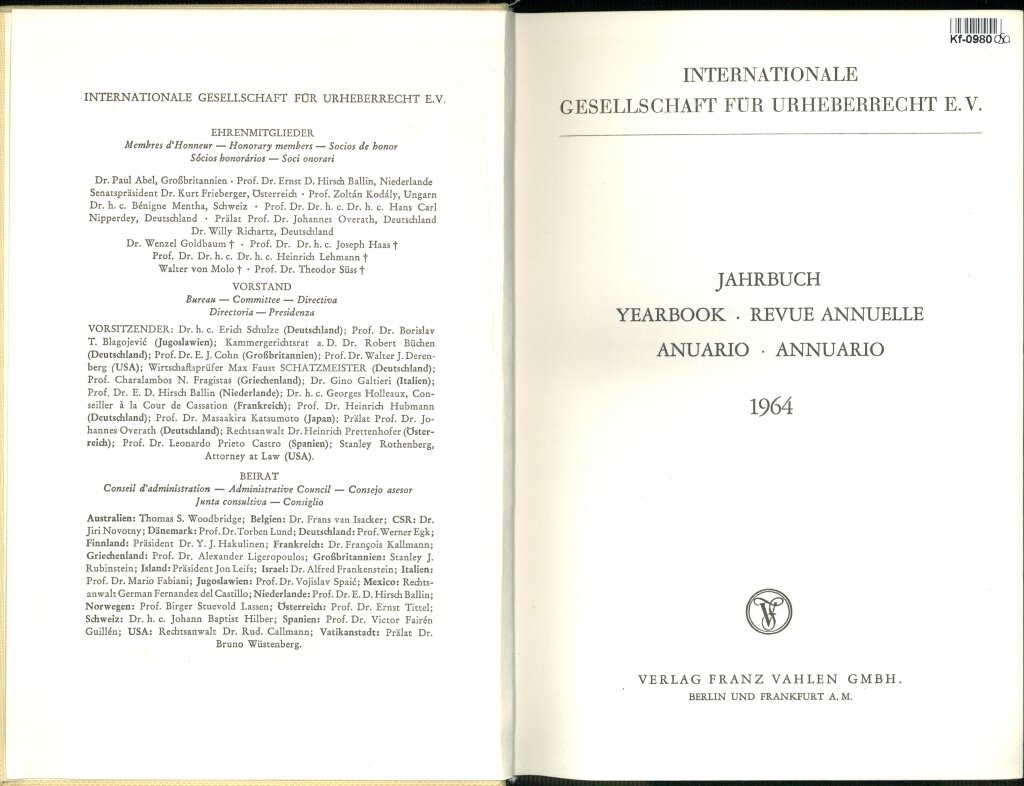 INTERNATIONALE GESELLSCHAFT FÜR URHEBERRECHT E.V.
EHRENMITGLIEDER
Membres d'Honneur — Honorary members — Socios de honor
Sócios honorários — Soci onorari
Dr. Paul Abel, Großbritannien · Prof. Dr. Ernst D. Hirsch Ballin, Niederlande
Senatspräsident Dr. Kurt Frieberger, Österreich · Prof. Zoltán Kodály, Ungarn
Dr. h. c. Bénigne Mentha, Schweiz · Prof. Dr. Dr. h. c. Dr. h. c. Hans Carl
Nipperdey, Deutschland · Prälat Prof. Dr. Johannes Overath, Deutschland
Dr. Willy Richartz, Deutschland
Dr. Wenzel Goldbaum † · Prof. Dr. Dr. h. c. Joseph Haas †
Prof. Dr. Dr. h. c. Dr. h. c. Heinrich Lehmann †
Walter von Molo † · Prof. Dr. Theodor Süss †
VORSTAND
Bureau — Committee — Directiva
Directoria — Presidenza
VORSITZENDER: Dr. h. c. Erich Schulze (Deutschland); Prof. Dr. Borislav
T. Blagojević (Jugoslawien); Kammergerichtsrat a. D. Dr. Robert Büchen
(Deutschland); Prof. Dr. E. J. Cohn (Großbritannien); Prof. Dr. Walter J. Deren-
berg (USA); Wirtschaftsprüfer Max Faust SCHATZMEISTER (Deutschland);
Prof. Charalambos N. Fragistas (Griechenland); Dr. Gino Galtieri (Italien);
Prof. Dr. E. D. Hirsch Ballin (Niederlande); Dr. h. c. Georges Holleaux, Con-
seiller à la Cour de Cassation (Frankreich); Prof. Dr. Heinrich Hubmann
(Deutschland); Prof. Dr. Masaakira Katsumoto (Japan); Prälat Prof. Dr. Jo-
hannes Overath (Deutschland); Rechtsanwalt Dr. Heinrich Prettenhofer (Öster-
reich); Prof. Dr. Leonardo Prieto Castro (Spanien); Stanley Rothenberg,
Attorney at Law (USA).
BEIRAT
Conseil d'administration — Administrative Council — Consejo asesor
Junta consultiva — Consiglio
Australien: Thomas S. Woodbridge; Belgien: Dr. Frans van Isacker; CSR: Dr.
Jiri Novotny; Dänemark: Prof. Dr. Torben Lund; Deutschland: Prof. Werner Egk;
Finnland: Präsident Dr. Y. J. Hakulinen; Frankreich: Dr. François Kallmann;
Griechenland: Prof. Dr. Alexander Ligeropoulos; Großbritannien: Stanley J.
Rubinstein; Island: Präsident Jon Leifs; Israel: Dr. Alfred Frankenstein; Italien:
Prof. Dr. Mario Fabiani; Jugoslawien: Prof. Dr. Vojislav Spaić; Mexico: Rechts-
anwalt German Fernandez del Castillo; Niederlande: Prof. Dr. E. D. Hirsch Ballin;
Norwegen: Prof. Birger Stuevold Lassen; Österreich: Prof. Dr. Ernst Tittel;
Schweiz: Dr. h. c. Johann Baptist Hilber; Spanien: Prof. Dr. Victor Fairén
Guillén; USA: Rechtsanwalt Dr. Rud. Callmann; Vatikanstadt: Prälat Dr.
Bruno Wüstenberg.
Kf-0980
INTERNATIONALE
GESELLSCHAFT FÜR URHEBERRECHT E. V.
JAHRBUCH
YEARBOOK · REVUE ANNUELLE
ANUARIO · ANNUARIO
1964
VERLAG FRANZ VAHLEN GMBH.
BERLIN UND FRANKFURT A. M.